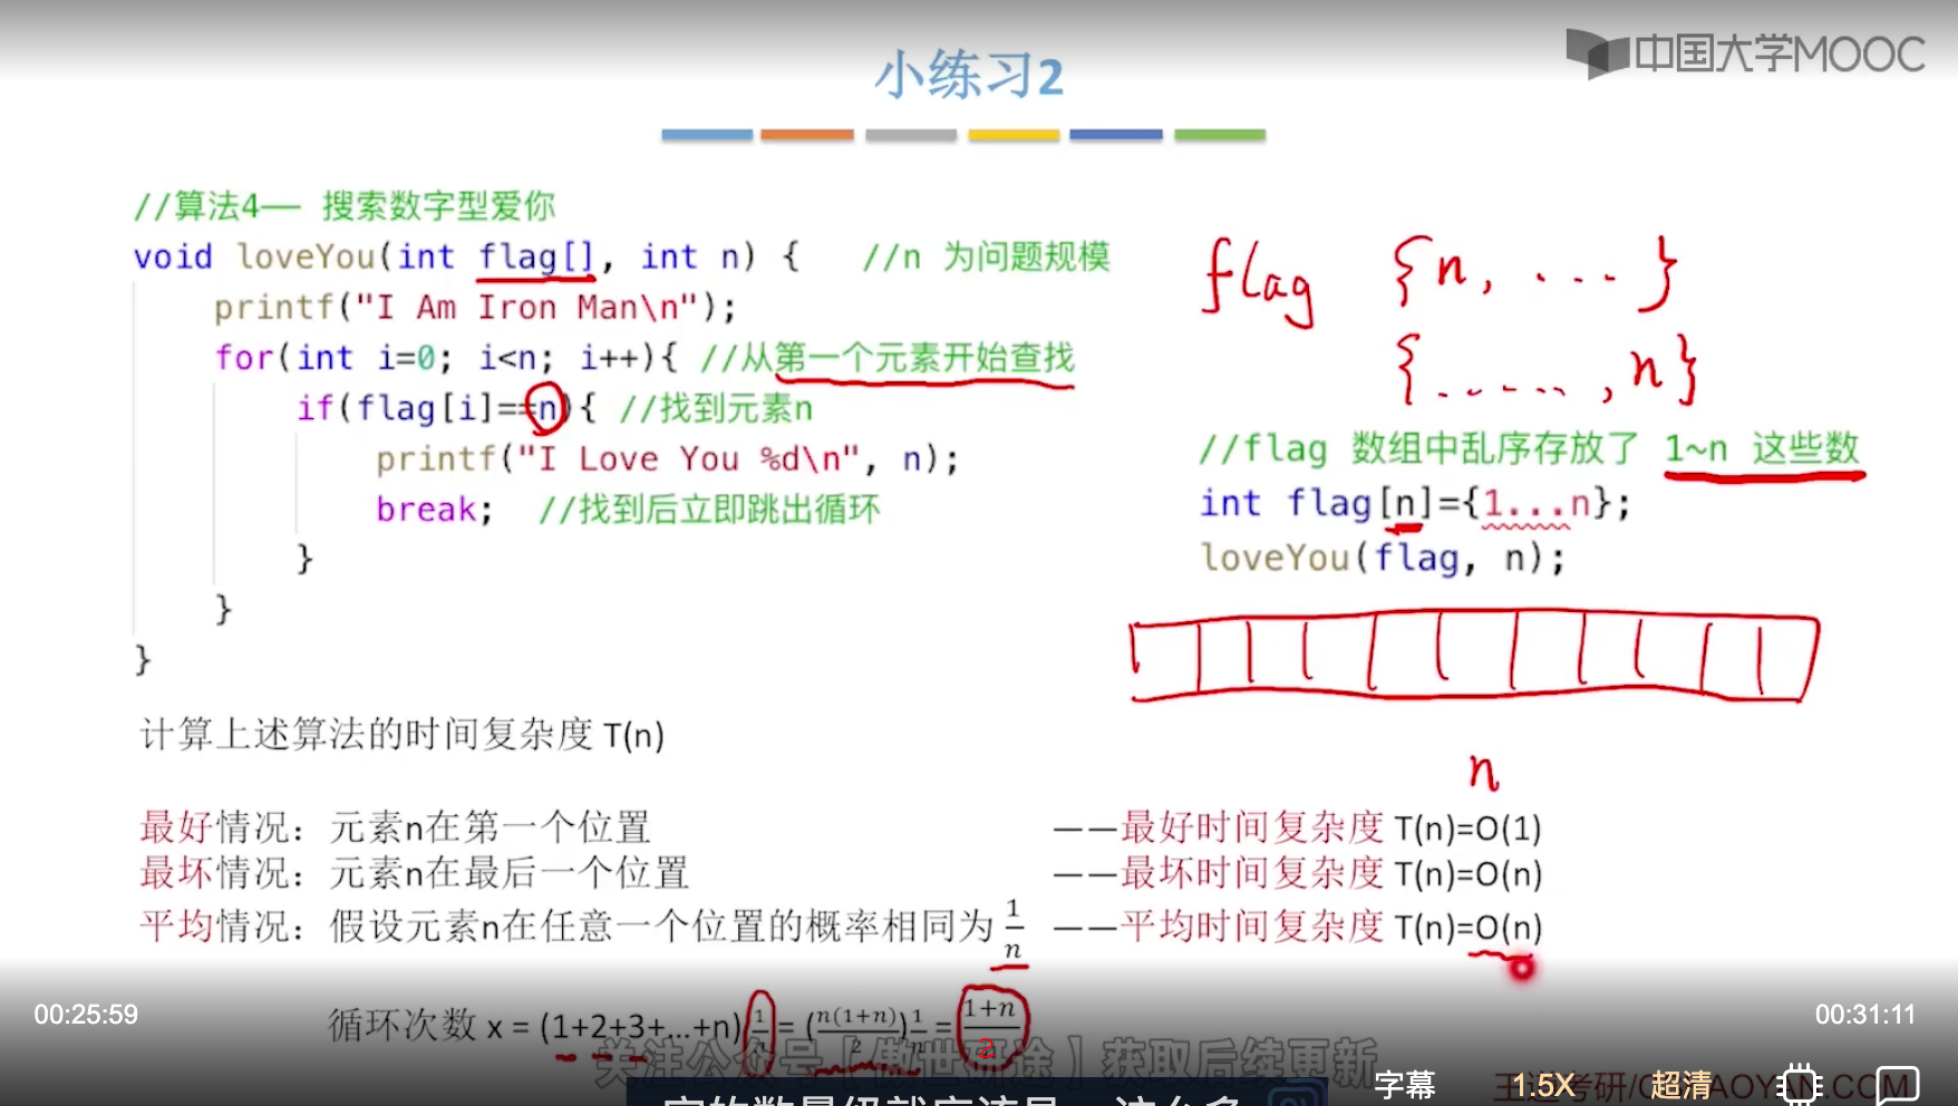 中国大学MOOC
小练习2
//算法4—— 搜索数字型爱你
void loveYou(int flag[], int n) {   //n 为问题规模
printf("I Am Iron Man\n");
for(int i=0; i<n; i++){ //从第一个元素开始查找
if(flag[i]==n){ //找到元素n
printf("I Love You %d\n", n);
break;  //找到后立即跳出循环
}
}
}
flag {n, ...}
{......, n}
//flag 数组中乱序存放了 1~n 这些数
int flag[n]={1...n};
loveYou(flag, n);
计算上述算法的时间复杂度 T(n)
n
最好情况：元素n在第一个位置 ——最好时间复杂度 T(n)=O(1)
最坏情况：元素n在最后一个位置 ——最坏时间复杂度 T(n)=O(n)
平均情况：假设元素n在任意一个位置的概率相同为 1/n ——平均时间复杂度 T(n)=O(n)
00:25:59
00:31:11
循环次数 x = (1+2+3+...+n) 1/n = (n(1+n)/2) 1/n = 1+n/2
关注公众号【傲世研途】获取后续更新
字幕
1.5X
超清
王道考研/CSKAOYAN.COM